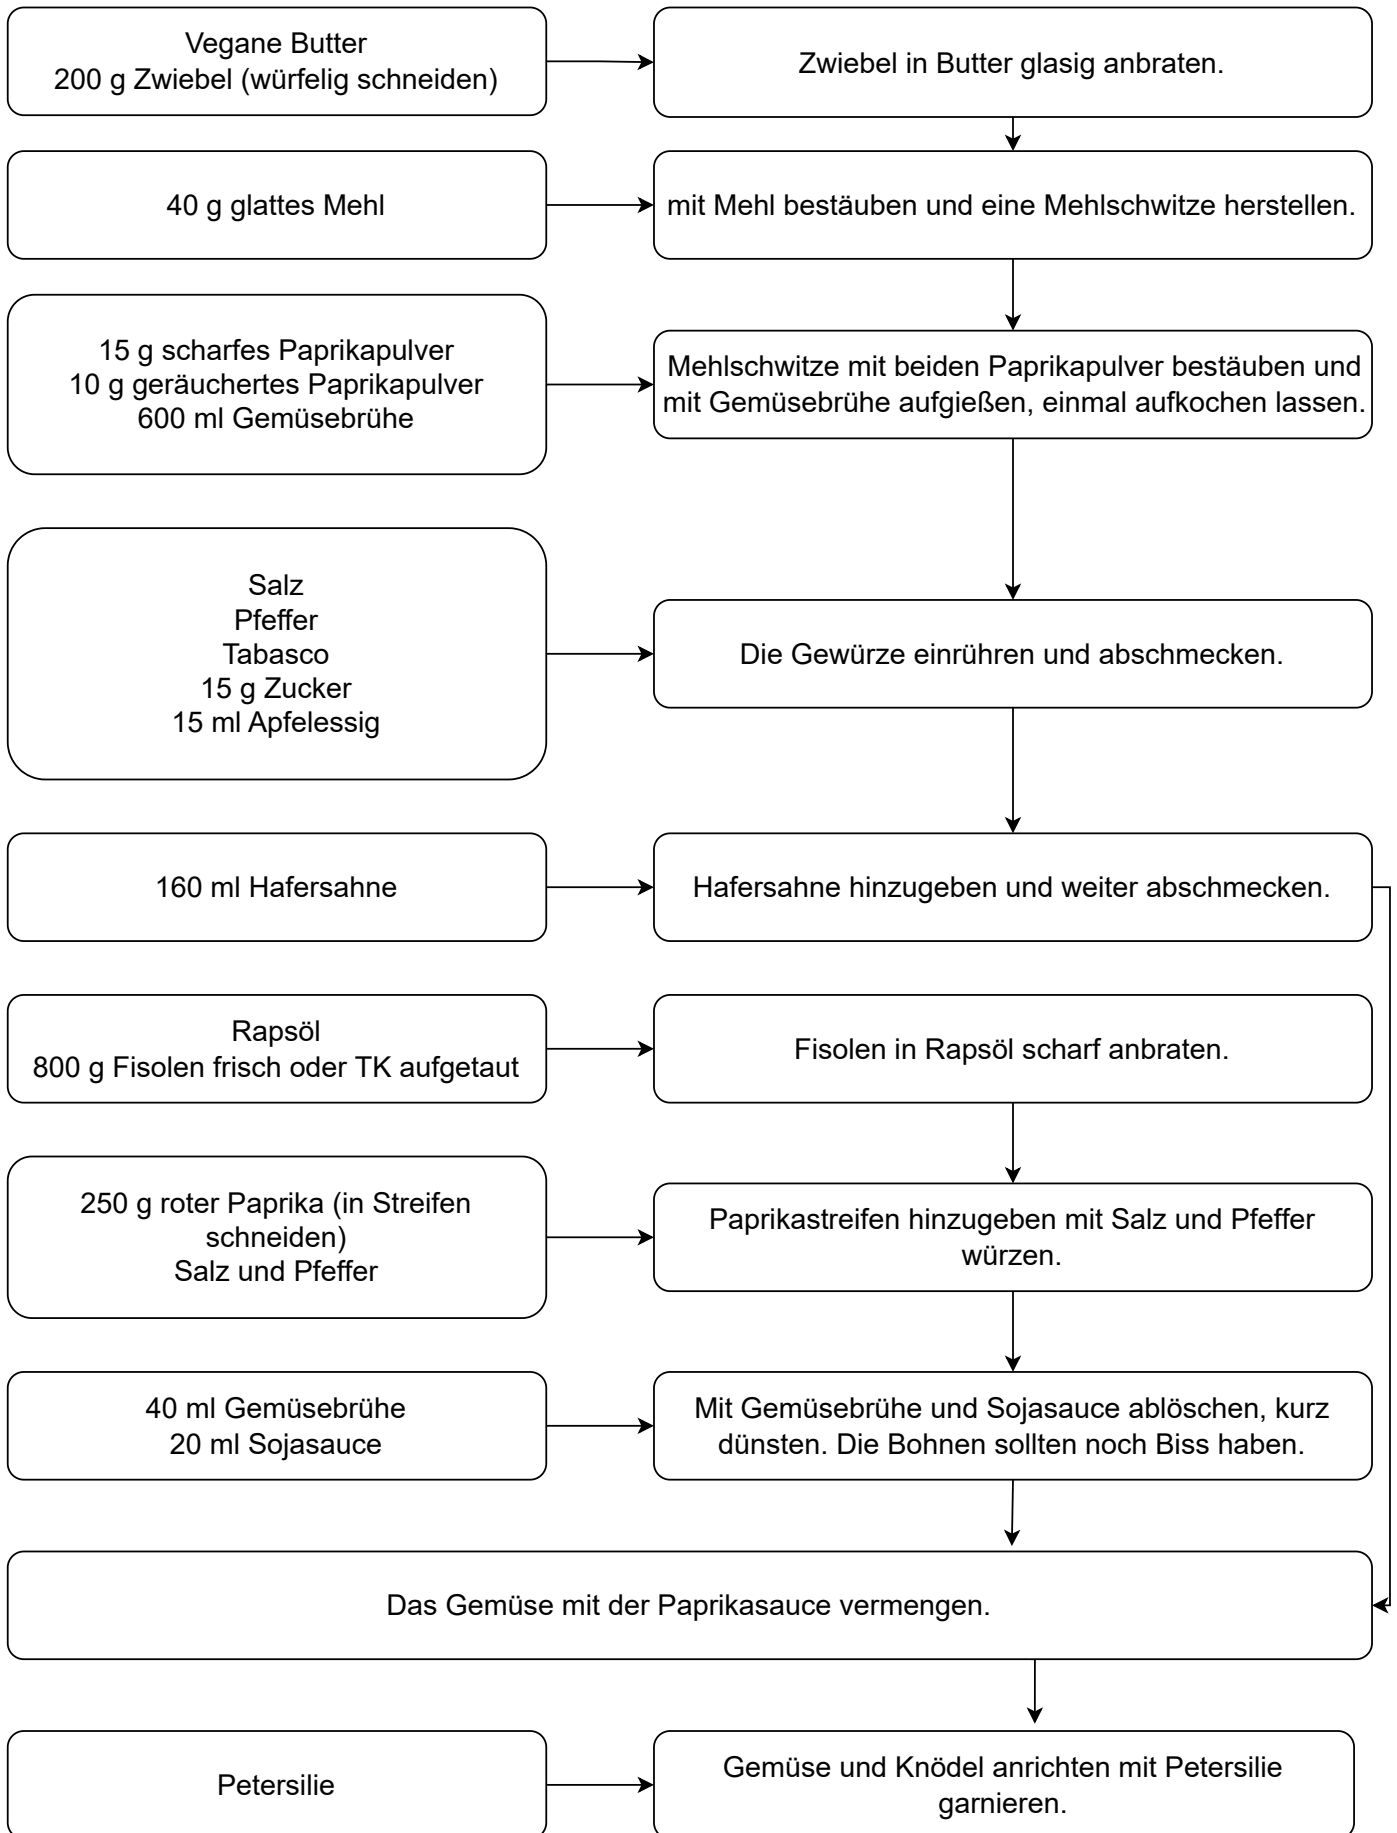 Vegane Butter
200 g Zwiebel (würfelig schneiden)
Zwiebel in Butter glasig anbraten.
40 g glattes Mehl
mit Mehl bestäuben und eine Mehlschwitze herstellen.
15 g scharfes Paprikapulver
10 g geräuchertes Paprikapulver
600 ml Gemüsebrühe
Mehlschwitze mit beiden Paprikapulver bestäuben und
mit Gemüsebrühe aufgießen, einmal aufkochen lassen.
Salz
Pfeffer
Tabasco
15 g Zucker
15 ml Apfelessig
Die Gewürze einrühren und abschmecken.
160 ml Hafersahne
Hafersahne hinzugeben und weiter abschmecken.
Rapsöl
800 g Fisolen frisch oder TK aufgetaut
Fisolen in Rapsöl scharf anbraten.
250 g roter Paprika (in Streifen
schneiden)
Salz und Pfeffer
Paprikastreifen hinzugeben mit Salz und Pfeffer
würzen.
40 ml Gemüsebrühe
20 ml Sojasauce
Mit Gemüsebrühe und Sojasauce ablöschen, kurz
dünsten. Die Bohnen sollten noch Biss haben.
Das Gemüse mit der Paprikasauce vermengen.
Petersilie
Gemüse und Knödel anrichten mit Petersilie
garnieren.